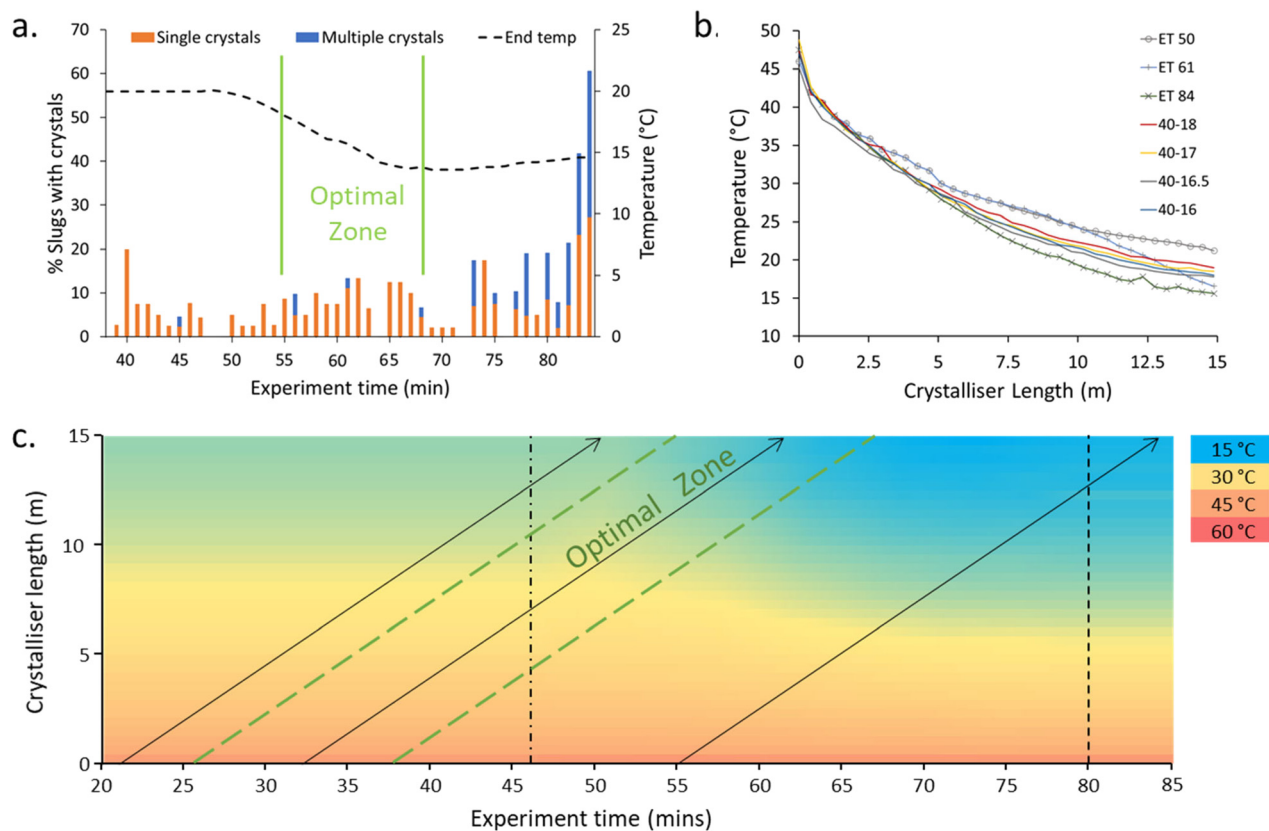 a.
Single crystals
Multiple crystals
End temp
70
60
50
40
30
20
10
0
% Slugs with crystals
25
20
15
10
5
0
Temperature (°C)
Optimal
Zone
40
45
50
55
60
65
70
75
80
Experiment time (min)
b.
50
45
40
35
30
25
20
15
10
Temperature (°C)
ET 50
ET 61
ET 84
40-18
40-17
40-16.5
40-16
0
2.5
5
7.5
10
12.5
15
Crystalliser Length (m)
c.
15
10
5
0
Crystalliser length (m)
Optimal Zone
15 °C
30 °C
45 °C
60 °C
20
25
30
35
40
45
50
55
60
65
70
75
80
85
Experiment time (mins)